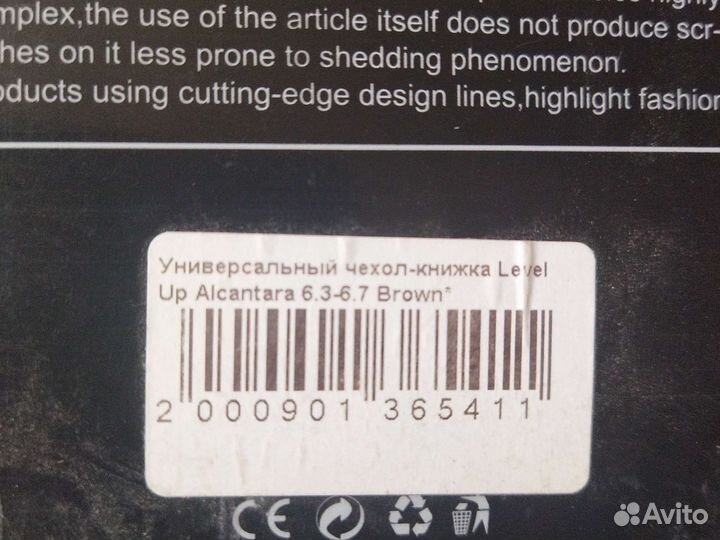 mplex,the use of the article itself does not produce scr-
hes on it less prone to shedding phenomenon.
oducts using cutting-edge design lines,highlight fashion
Универсальный чехол-книжка Level
Up Alcantara 6.3-6.7 Brown*
2 000901 365411
CE
Avito